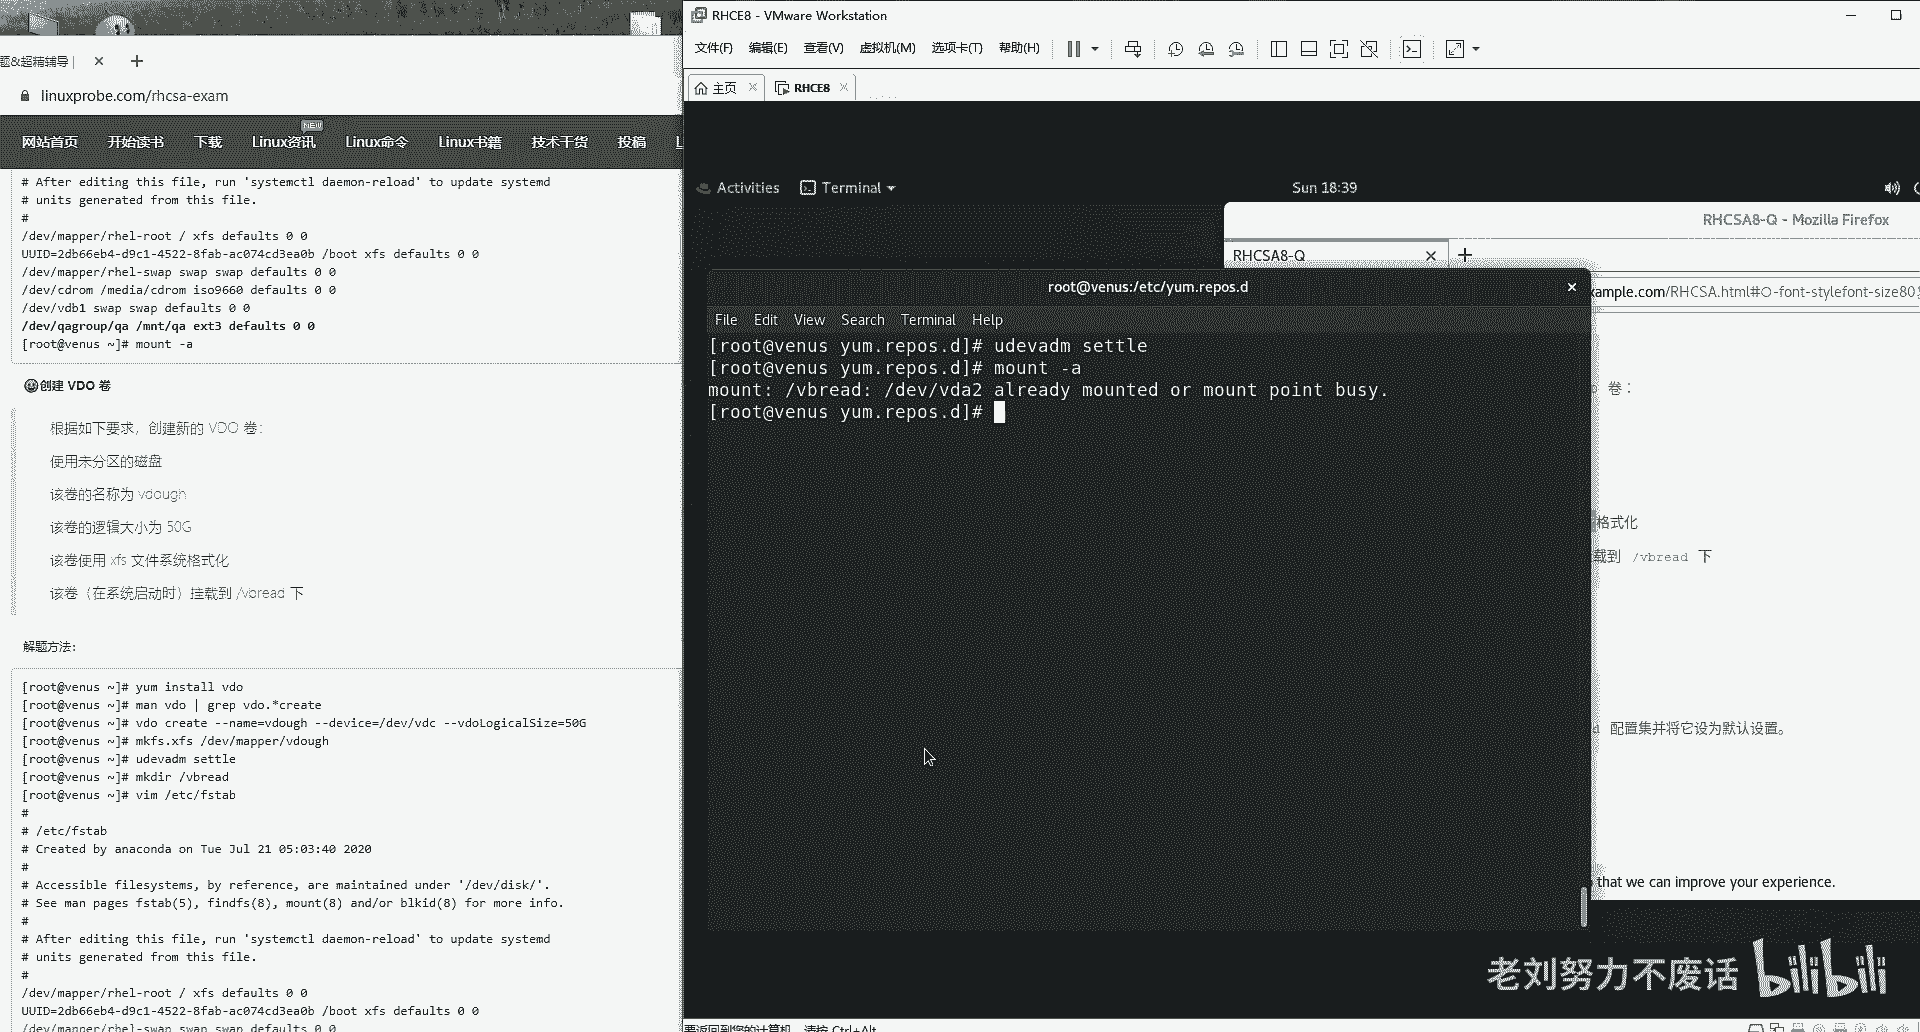 题&超精辅导 |
linuxprobe.com/rhcsa-exam
网站首页 开始读书 下载 Linux资讯 NEW Linux命令 Linux书籍 技术干货 投稿
# After editing this file, run 'systemctl daemon-reload' to update systemd
# units generated from this file.
#
/dev/mapper/rhel-root / xfs defaults 0 0
UUID=2db66eb4-d9c1-4522-8fab-ac074cd3ea0b /boot xfs defaults 0 0
/dev/mapper/rhel-swap swap swap defaults 0 0
/dev/cdrom /media/cdrom iso9660 defaults 0 0
/dev/vdb1 swap swap defaults 0 0
/dev/qagroup/qa /mnt/qa ext3 defaults 0 0
[root@venus ~]# mount -a
创建 VDO 卷
根据如下要求，创建新的 VDO 卷：
使用未分区的磁盘
该卷的名称为 vdough
该卷的逻辑大小为 50G
该卷使用 xfs 文件系统格式化
该卷（在系统启动时）挂载到 /vbread 下
解题方法:
[root@venus ~]# yum install vdo
[root@venus ~]# man vdo | grep vdo.*create
[root@venus ~]# vdo create --name=vdough --device=/dev/vdc --vdoLogicalSize=50G
[root@venus ~]# mkfs.xfs /dev/mapper/vdough
[root@venus ~]# udevadm settle
[root@venus ~]# mkdir /vbread
[root@venus ~]# vim /etc/fstab
#
# /etc/fstab
# Created by anaconda on Tue Jul 21 05:03:40 2020
#
# Accessible filesystems, by reference, are maintained under '/dev/disk/'.
# See man pages fstab(5), findfs(8), mount(8) and/or blkid(8) for more info.
#
# After editing this file, run 'systemctl daemon-reload' to update systemd
# units generated from this file.
#
/dev/mapper/rhel-root / xfs defaults 0 0
UUID=2db66eb4-d9c1-4522-8fab-ac074cd3ea0b /boot xfs defaults 0 0
/dev/mapper/rhel-swap swap swap defaults 0 0
RHCE8 - VMware Workstation
文件(F) 编辑(E) 查看(V) 虚拟机(M) 选项卡(T) 帮助(H)
主页 RHCE8
Activities Terminal Sun 18:39
RHCSA8-Q - Mozilla Firefox
RHCSA8-Q
ample.com/RHCSA.html#O-font-stylefont-size80
root@venus:/etc/yum.repos.d
File Edit View Search Terminal Help
[root@venus yum.repos.d]# udevadm settle
[root@venus yum.repos.d]# mount -a
mount: /vbread: /dev/vda2 already mounted or mount point busy.
[root@venus yum.repos.d]#
卷：
格式化
载到 /vbread 下
配置集并将它设为默认设置。
that we can improve your experience.
老刘努力不废话 bilibili
要返回到您的计算机，请按 Ctrl+Alt